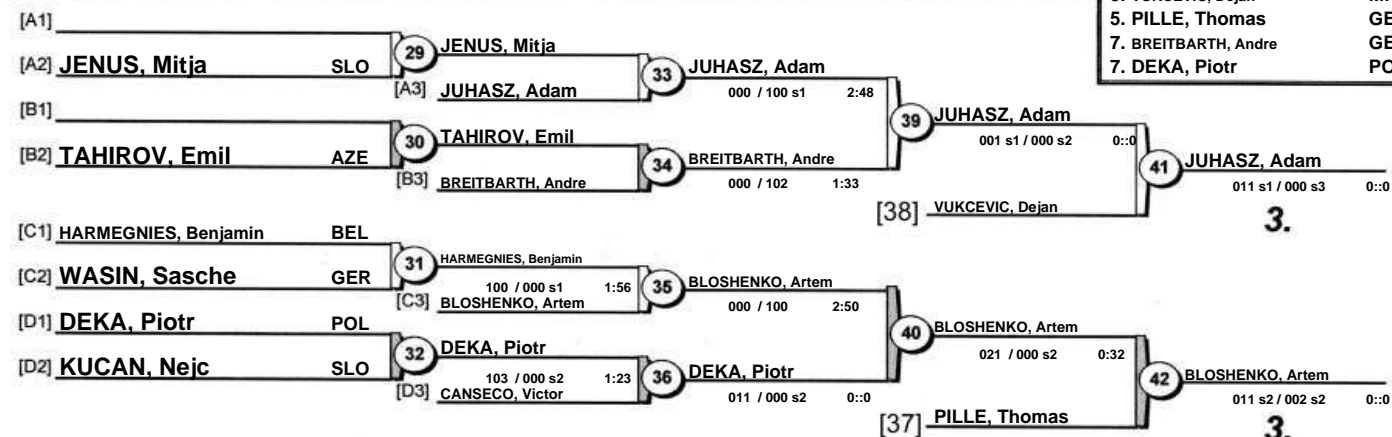 5. PILLE, Thomas GE
7. BREITBARTH, Andre GE
7. DEKA, Piotr PO
[A1]
[A2] JENUS, Mitja SLO
29
JENUS, Mitja
[A3] JUHASZ, Adam
33
JUHASZ, Adam
000 / 100 s1 2:48
[B1]
[B2] TAHIROV, Emil AZE
30
TAHIROV, Emil
[B3] BREITBARTH, Andre
34
BREITBARTH, Andre
000 / 102 1:33
39
JUHASZ, Adam
001 s1 / 000 s2 0::0
[38] VUKCEVIC, Dejan
41
JUHASZ, Adam
011 s1 / 000 s3 0::0
3.
[C1] HARMEGNIES, Benjamin BEL
[C2] WASIN, Sasche GER
31
HARMEGNIES, Benjamin
100 / 000 s1 1:56
[C3] BLOSHENKO, Artem
35
BLOSHENKO, Artem
000 / 100 2:50
[D1] DEKA, Piotr POL
[D2] KUCAN, Nejc SLO
32
DEKA, Piotr
103 / 000 s2 1:23
[D3] CANSECO, Victor
36
DEKA, Piotr
011 / 000 s2 0::0
40
BLOSHENKO, Artem
021 / 000 s2 0:32
[37] PILLE, Thomas
42
BLOSHENKO, Artem
011 s2 / 002 s2 0::0
3.